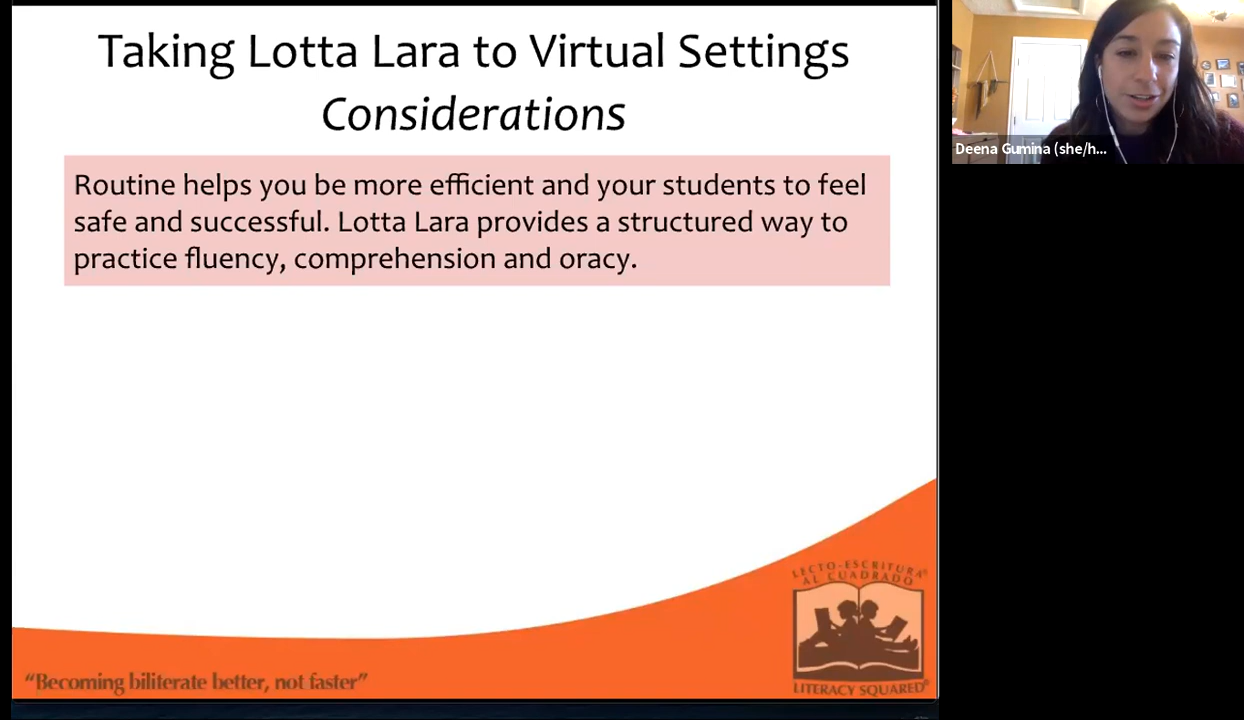 Taking Lotta Lara to Virtual Settings
Considerations
Routine helps you be more efficient and your students to feel
safe and successful. Lotta Lara provides a structured way to
practice fluency, comprehension and oracy.
Deena Gumina (she/h...
LECTO-ESCRITURA
AL CUADRADO®
LITERACY SQUARED®
“Becoming biliterate better, not faster”